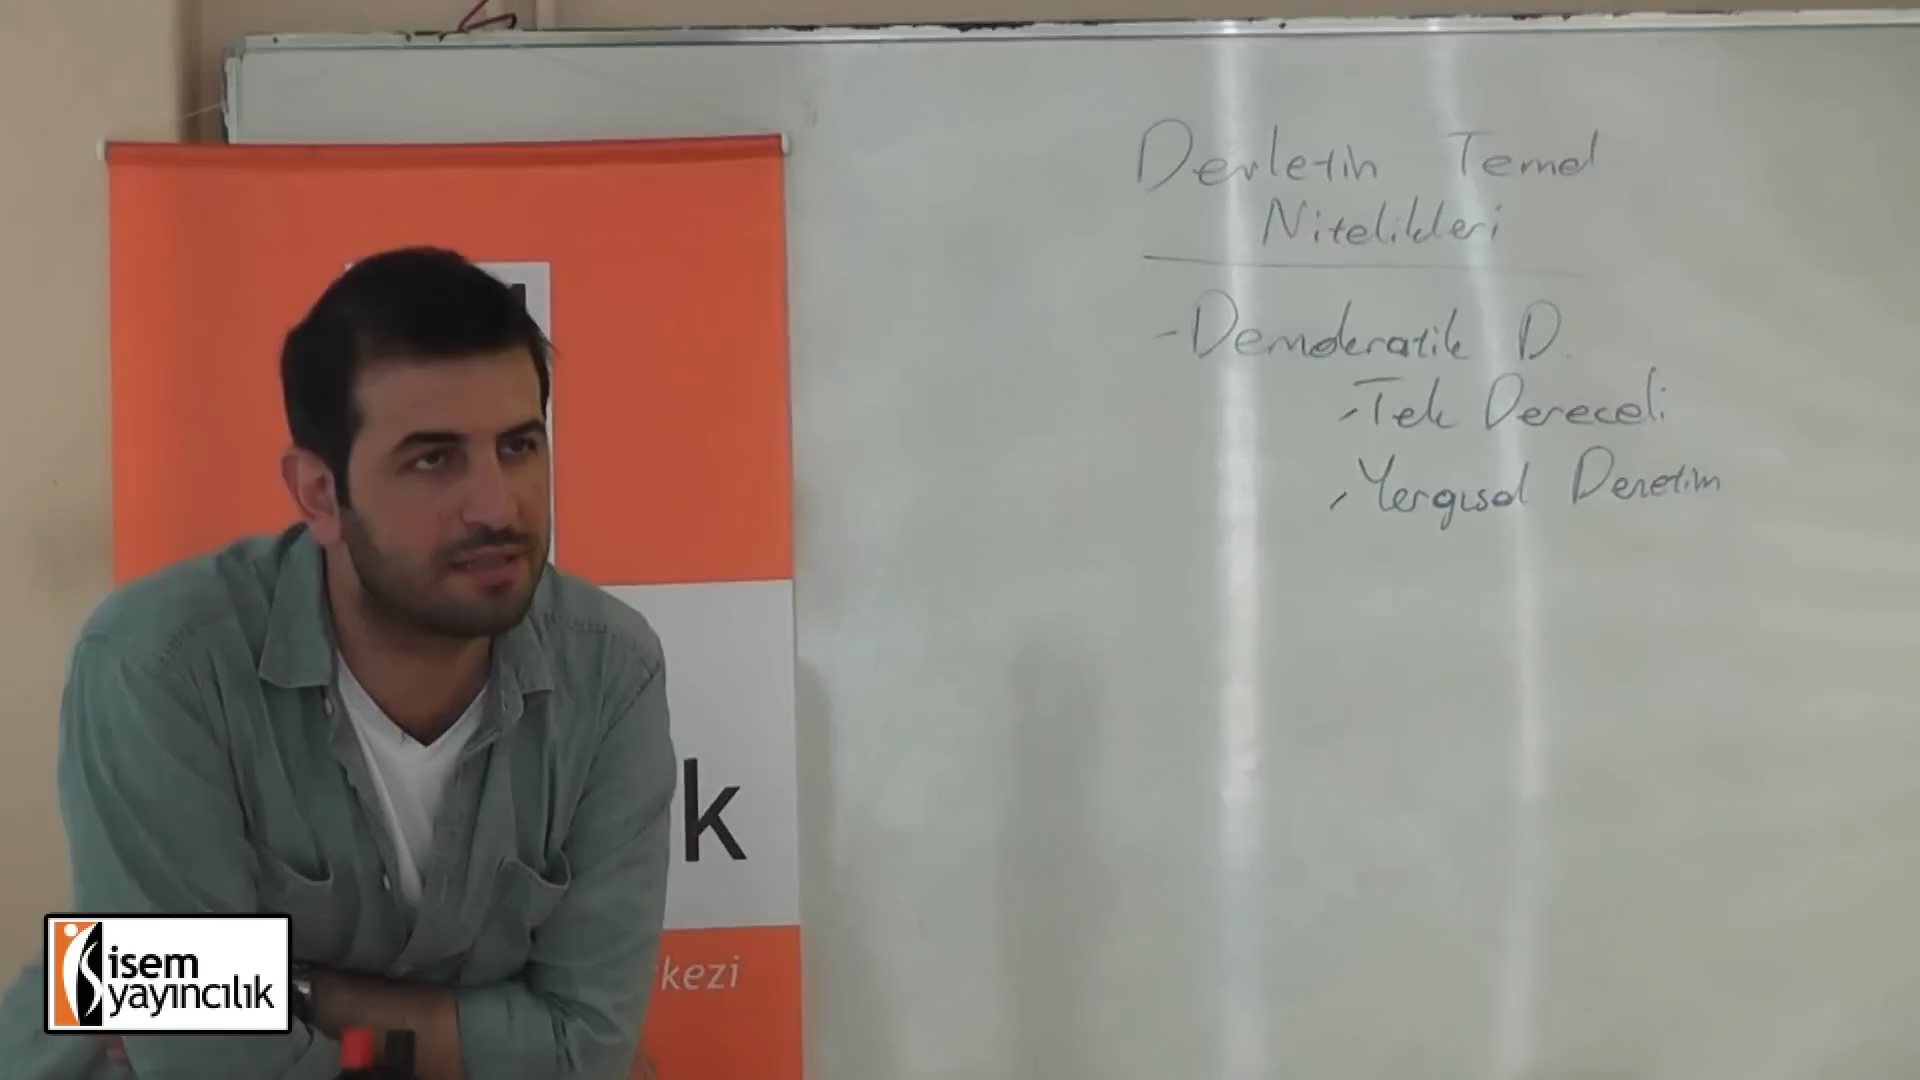 Devletin Temel
Nitelikleri
- Demokratik D.
, Tek Dereceli
, Yargısal Denetim
k
kezi
isem
yayıncılık